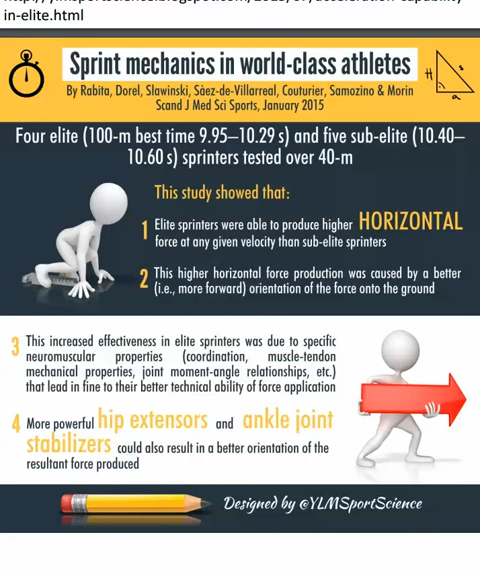 in-elite.html
Sprint mechanics in world-class athletes
By Rabita, Dorel, Slawinski, Sàez-de-Villarreal, Couturier, Samozino & Morin
Scand J Med Sci Sports, January 2015
H
s
a
Four elite (100-m best time 9.95–10.29 s) and five sub-elite (10.40–
10.60 s) sprinters tested over 40-m
This study showed that:
1 Elite sprinters were able to produce higher HORIZONTAL
force at any given velocity than sub-elite sprinters
2 This higher horizontal force production was caused by a better
(i.e., more forward) orientation of the force onto the ground
3 This increased effectiveness in elite sprinters was due to specific
neuromuscular properties (coordination, muscle-tendon
mechanical properties, joint moment-angle relationships, etc.)
that lead in fine to their better technical ability of force application
4 More powerful hip extensors and ankle joint
stabilizers could also result in a better orientation of the
resultant force produced
Designed by @YLMSportScience